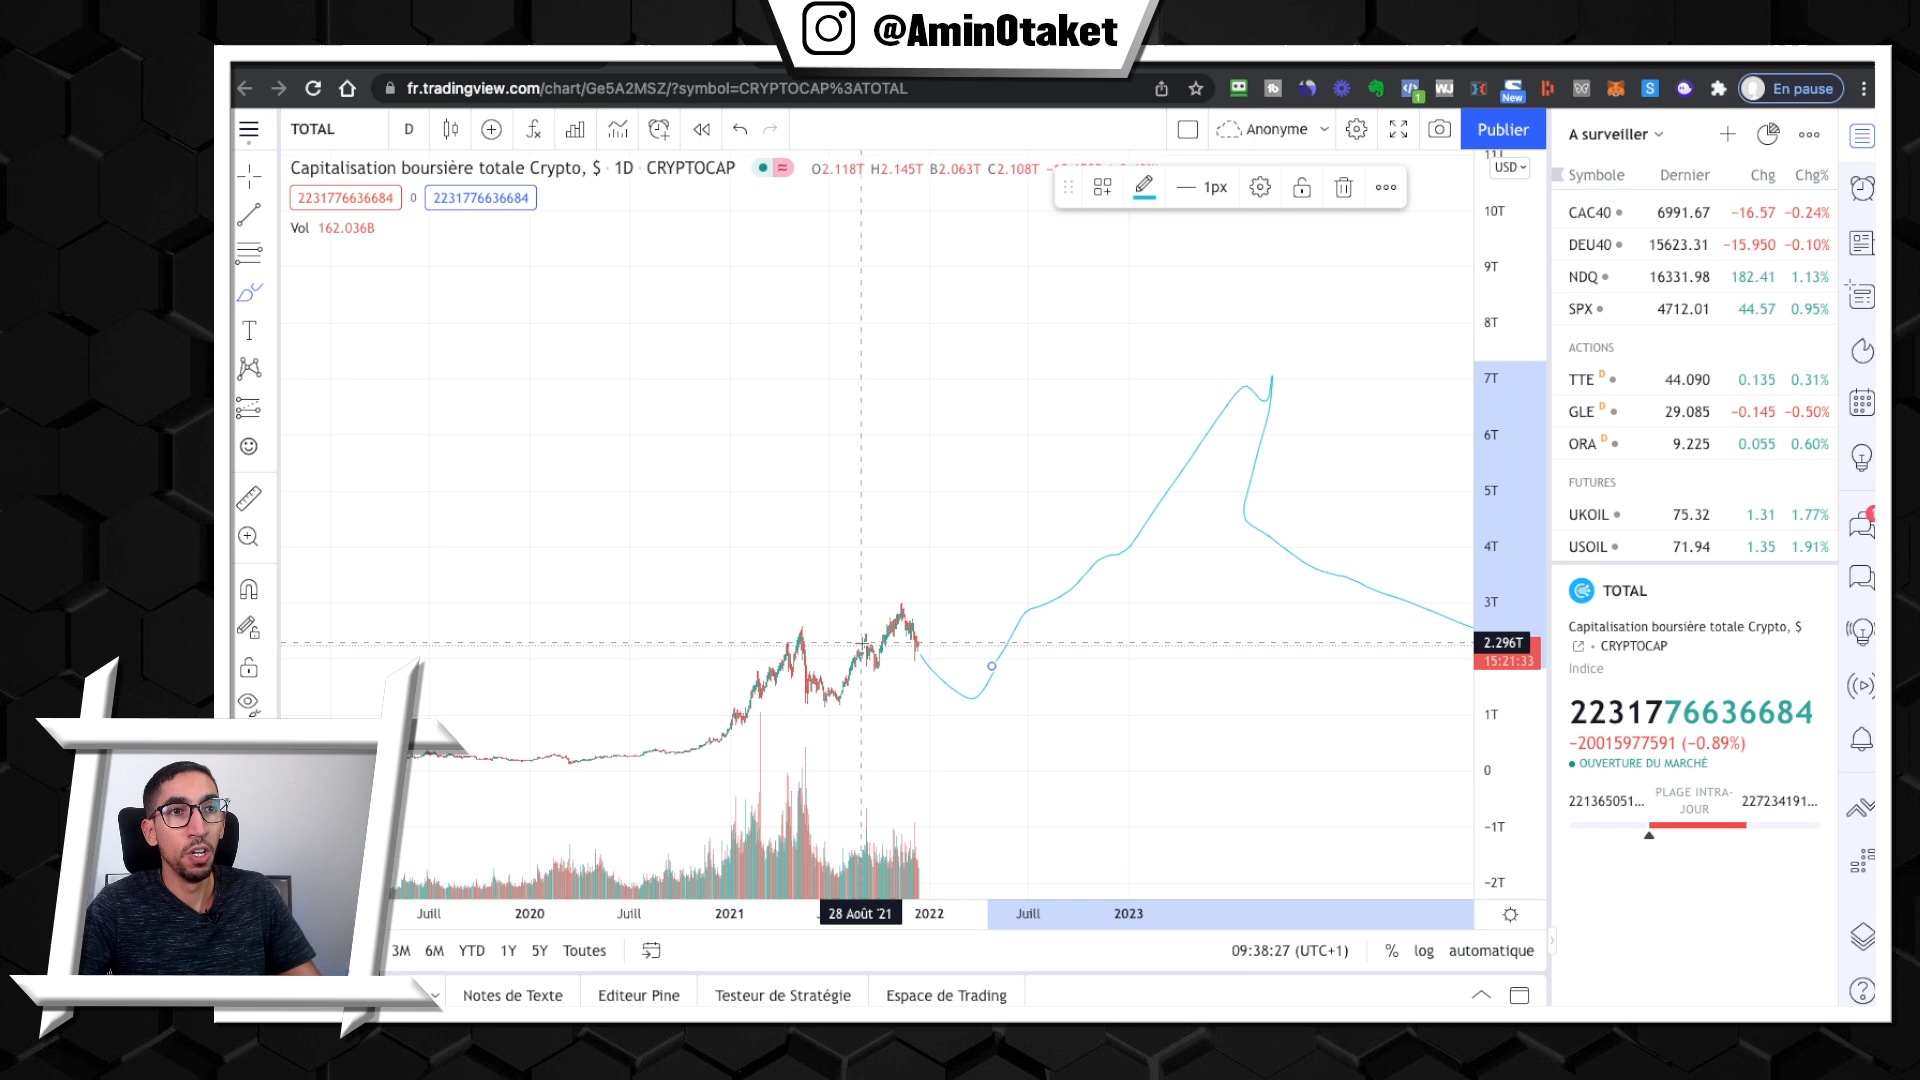 @AminOtaket
fr.tradingview.com/chart/Ge5A2MSZ/?symbol=CRYPTOCAP%3ATOTAL
New
En pause
TOTAL
D
Anonyme
Publier
Capitalisation boursière totale Crypto, $ · 1D · CRYPTOCAP
O2.118T H2.145T B2.063T C2.108T
2231776636684 0 2231776636684
Vol 162.036B
1px
USD
11T
10T
9T
8T
7T
6T
5T
4T
3T
2.296T
15:21:33
1T
0
−1T
−2T
Juill 2020 Juill 2021 28 Août '21 2022 Juill 2023
3M 6M YTD 1Y 5Y Toutes
09:38:27 (UTC+1) % log automatique
Notes de Texte Editeur Pine Testeur de Stratégie Espace de Trading
A surveiller
Symbole Dernier Chg Chg%
CAC40 6991.67 −16.57 −0.24%
DEU40 15623.31 −15.950 −0.10%
NDQ 16331.98 182.41 1.13%
SPX 4712.01 44.57 0.95%
ACTIONS
TTE D 44.090 0.135 0.31%
GLE D 29.085 −0.145 −0.50%
ORA D 9.225 0.055 0.60%
FUTURES
UKOIL 75.32 1.31 1.77%
USOIL 71.94 1.35 1.91%
TOTAL
Capitalisation boursière totale Crypto, $
CRYPTOCAP
Indice
2231776636684
−20015977591 (−0.89%)
OUVERTURE DU MARCHÉ
221365051... PLAGE INTRA-JOUR 227234191...